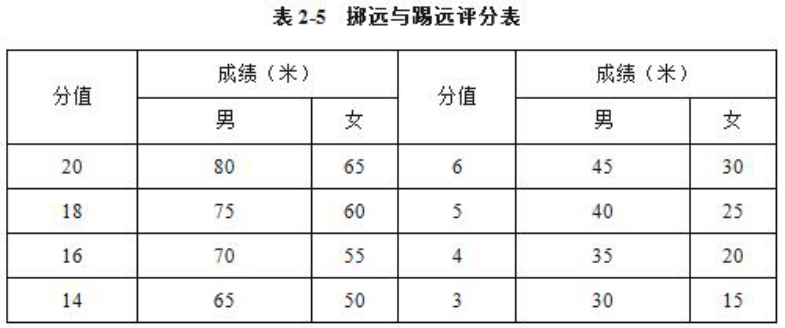 表 2-5 掷远与踢远评分表
分值 成绩（米） 分值 成绩（米）
男 女 男 女
20 80 65 6 45 30
18 75 60 5 40 25
16 70 55 4 35 20
14 65 50 3 30 15